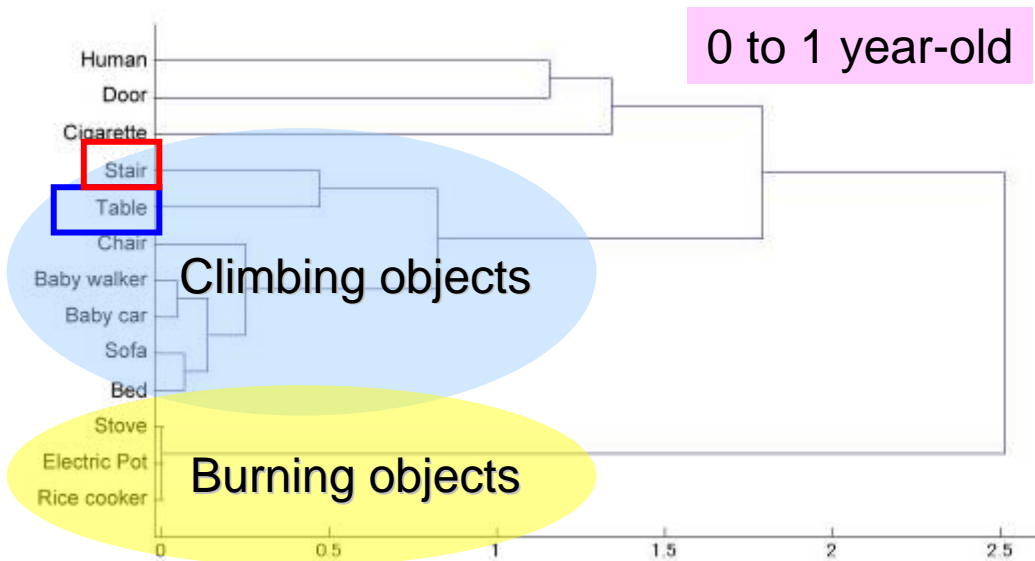 0 to 1 year-old
Human
Door
Cigarette
Stair
Table
Chair
Baby walker
Baby car
Sofa
Bed
Stove
Electric Pot
Rice cooker
Climbing objects
Burning objects
0 0.5 1 1.5 2 2.5